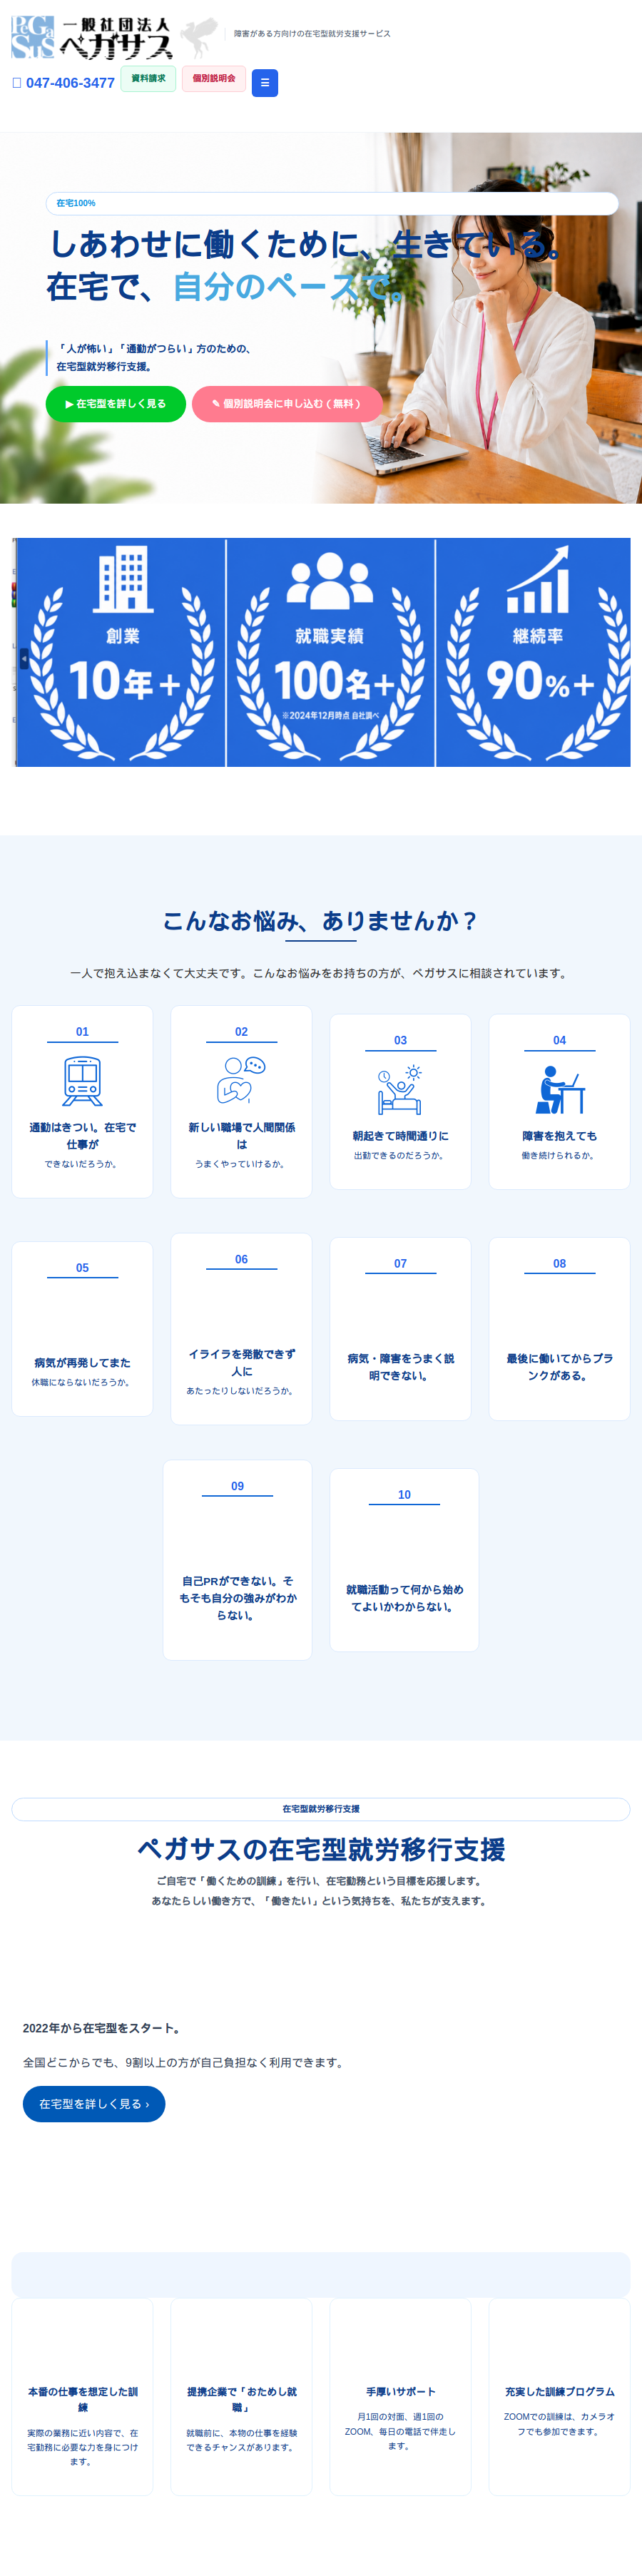 PeGaSuS
一般社団法人
ペガサス
障害がある方向けの在宅型就労支援サービス
047-406-3477
資料請求
個別説明会
☰
在宅100%
しあわせに働くために、生きている。
在宅で、自分のペースで。
「人が怖い」「通勤がつらい」方のための、
在宅型就労移行支援。
▶ 在宅型を詳しく見る
✎ 個別説明会に申し込む（無料）
創業
10年+
就職実績
100名+
※2024年12月時点 自社調べ
継続率
90%+
こんなお悩み、ありませんか？
一人で抱え込まなくて大丈夫です。こんなお悩みをお持ちの方が、ペガサスに相談されています。
01
通勤はきつい。在宅で
仕事が
できないだろうか。
02
新しい職場で人間関係
は
うまくやっていけるか。
03
朝起きて時間通りに
出勤できるのだろうか。
04
障害を抱えても
働き続けられるか。
05
病気が再発してまた
休職にならないだろうか。
06
イライラを発散できず
人に
あたったりしないだろうか。
07
病気・障害をうまく説
明できない。
08
最後に働いてからブラ
ンクがある。
09
自己PRができない。そ
もそも自分の強みがわか
らない。
10
就職活動って何から始め
てよいかわからない。
在宅型就労移行支援
ペガサスの在宅型就労移行支援
ご自宅で「働くための訓練」を行い、在宅勤務という目標を応援します。
あなたらしい働き方で、「働きたい」という気持ちを、私たちが支えます。
2022年から在宅型をスタート。
全国どこからでも、9割以上の方が自己負担なく利用できます。
在宅型を詳しく見る ›
本番の仕事を想定した訓
練
実際の業務に近い内容で、在
宅勤務に必要な力を身につけ
ます。
提携企業で「おためし就
職」
就職前に、本物の仕事を経験
できるチャンスがあります。
手厚いサポート
月1回の対面、週1回の
ZOOM、毎日の電話で伴走し
ます。
充実した訓練プログラム
ZOOMでの訓練は、カメラオ
フでも参加できます。